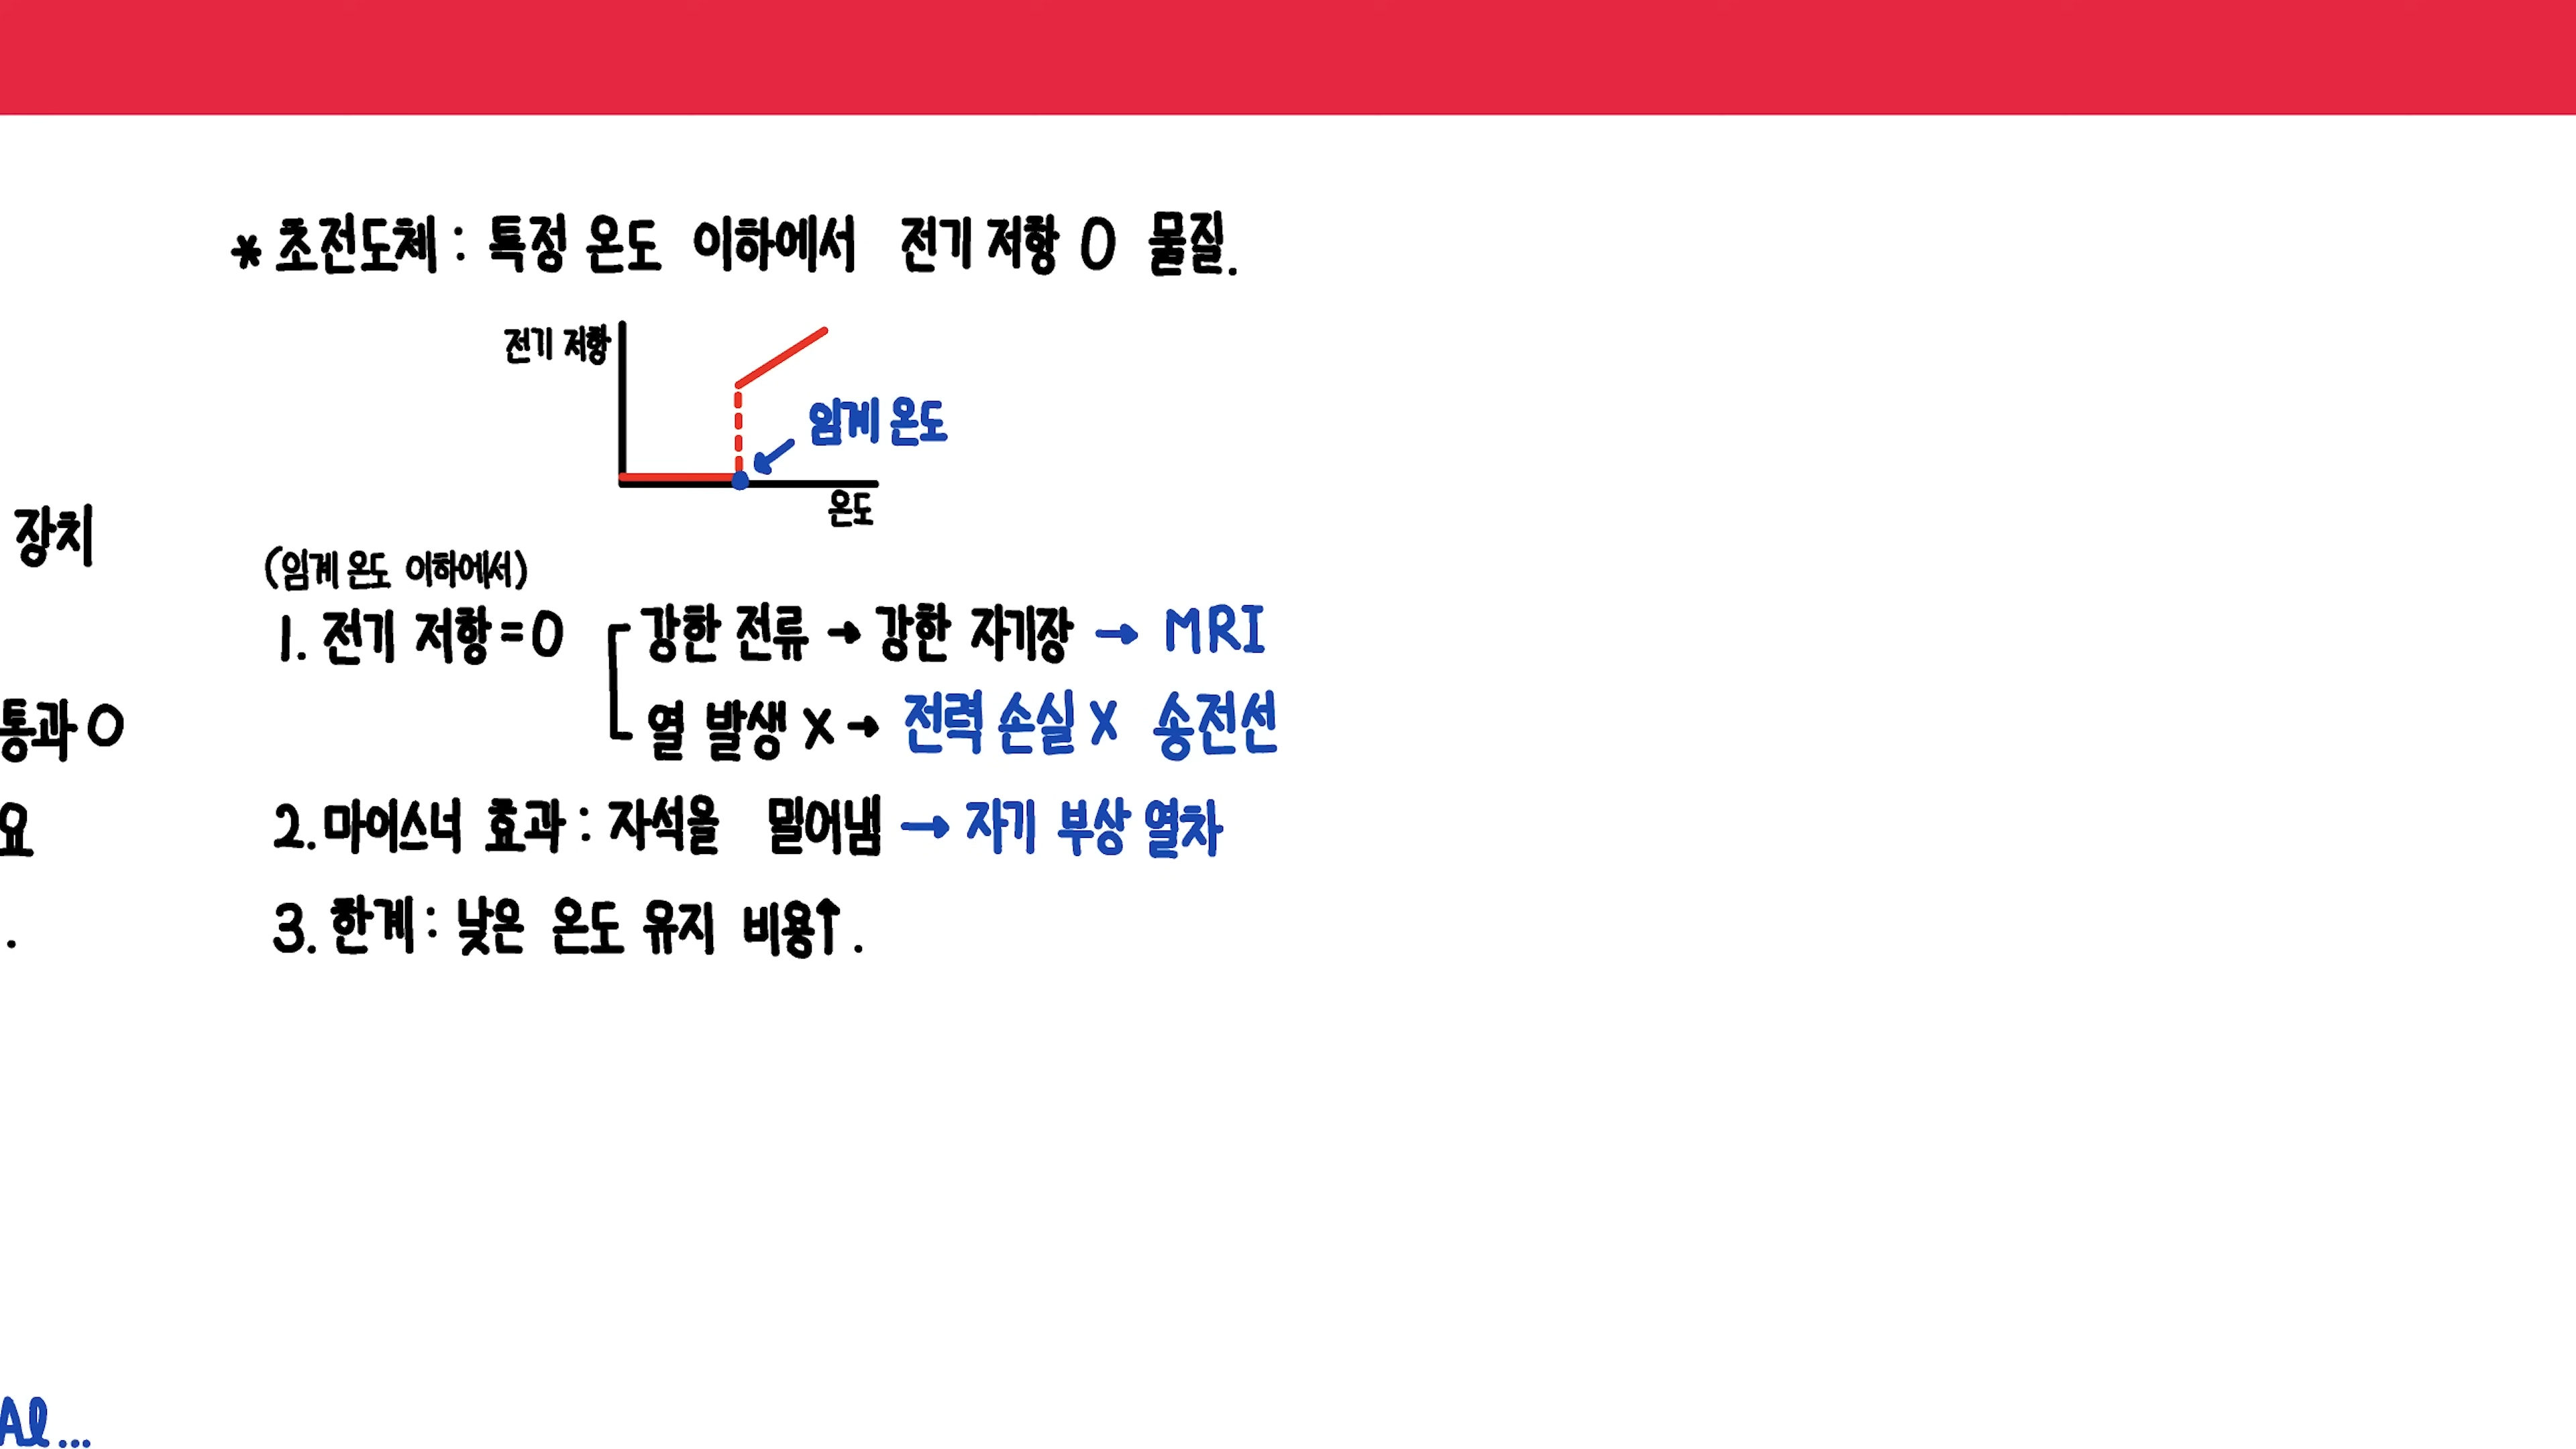 * 초전도체 : 특정 온도 이하에서 전기 저항 0 물질.
전기 저항
임계 온도
온도
장치
(임계 온도 이하에서)
1. 전기 저항 = 0
강한 전류 → 강한 자기장 → MRI
열 발생 X → 전력 손실 X 송전선
통과 0
2. 마이스너 효과 : 자석을 밀어냄 → 자기 부상 열차
요
3. 한계 : 낮은 온도 유지 비용↑.
.
Al ...